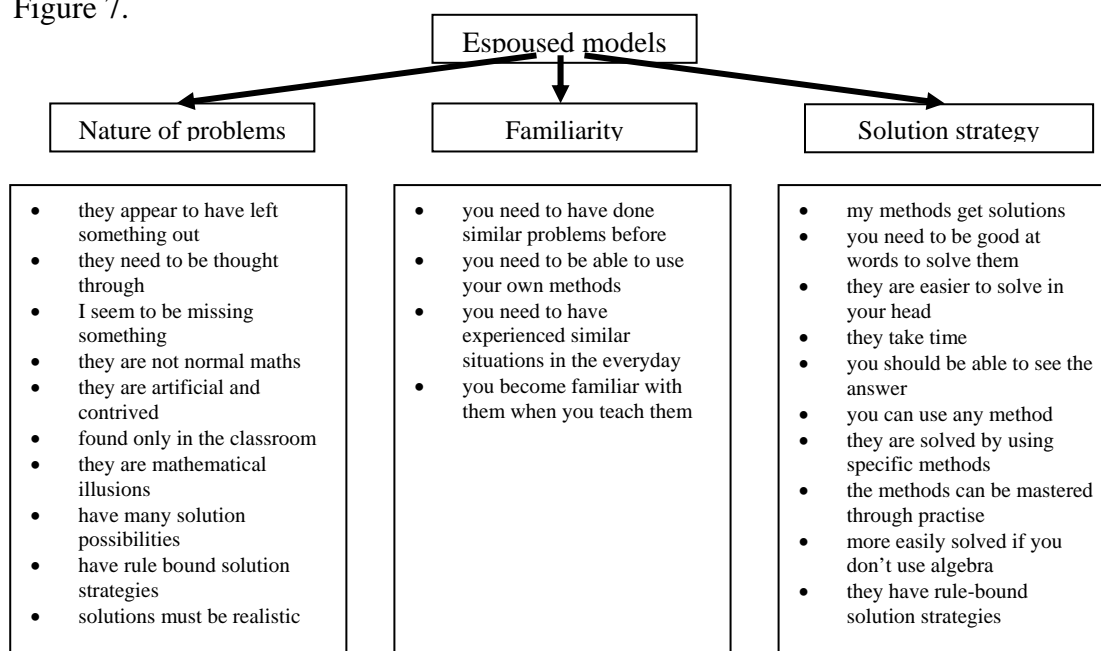 Figure 7.
Espoused models
Nature of problems
Familiarity
Solution strategy
• they appear to have left
something out
• they need to be thought
through
• I seem to be missing
something
• they are not normal maths
• they are artificial and
contrived
• found only in the classroom
• they are mathematical
illusions
• have many solution
possibilities
• have rule bound solution
strategies
• solutions must be realistic
• you need to have done
similar problems before
• you need to be able to use
your own methods
• you need to have
experienced similar
situations in the everyday
• you become familiar with
them when you teach them
• my methods get solutions
• you need to be good at
words to solve them
• they are easier to solve in
your head
• they take time
• you should be able to see the
answer
• you can use any method
• they are solved by using
specific methods
• the methods can be mastered
through practise
• more easily solved if you
don't use algebra
• they have rule-bound
solution strategies